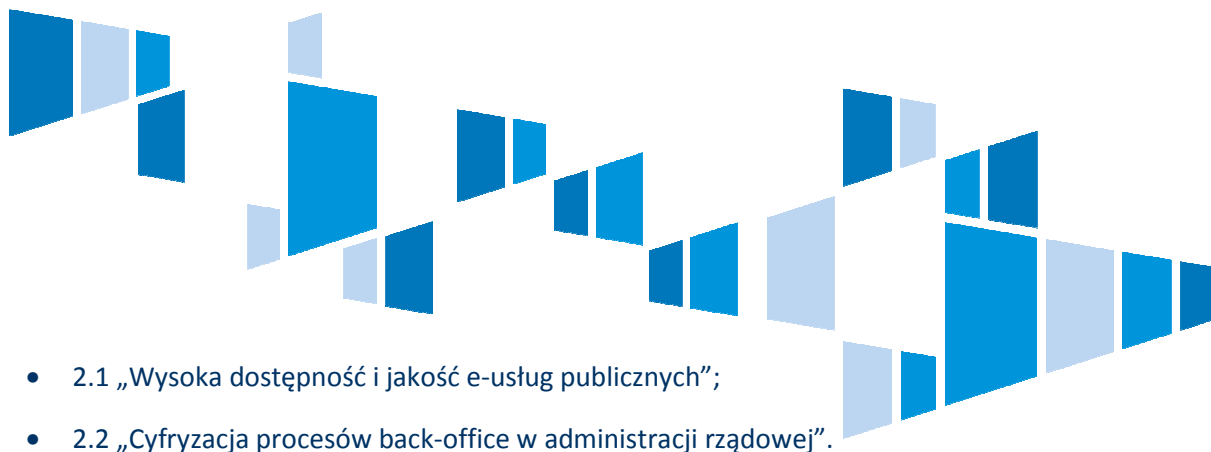 • 2.1 „Wysoka dostępność i jakość e-usług publicznych”;
• 2.2 „Cyfryzacja procesów back-office w administracji rządowej”.